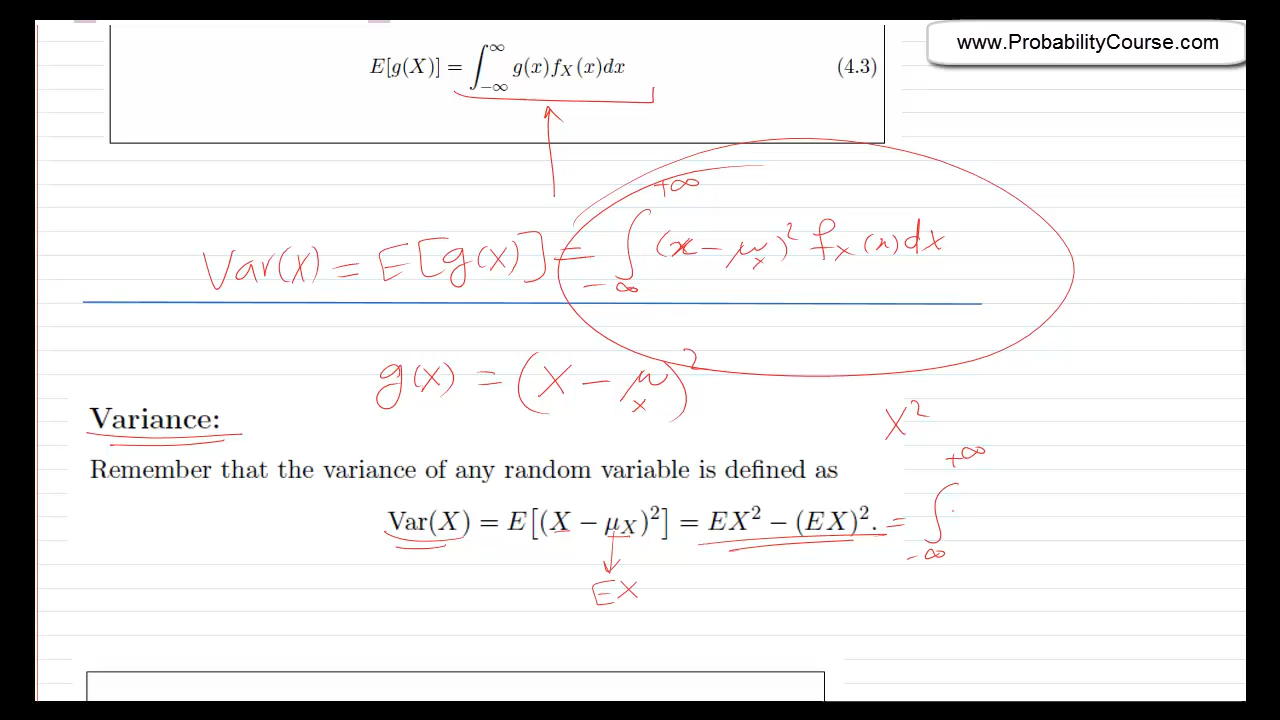 www.ProbabilityCourse.com
E[g(X)] = ∫_{−∞}^{∞} g(x)f_X(x)dx (4.3)
Var(X) = E[g(X)] = ∫_{−∞}^{+∞} (x − μ_x)² f_X(x)dx
g(X) = (X − μ_x)²
Variance:
X²
Remember that the variance of any random variable is defined as
Var(X) = E[(X − μ_X)²] = EX² − (EX)². = ∫_{−∞}^{+∞}
EX